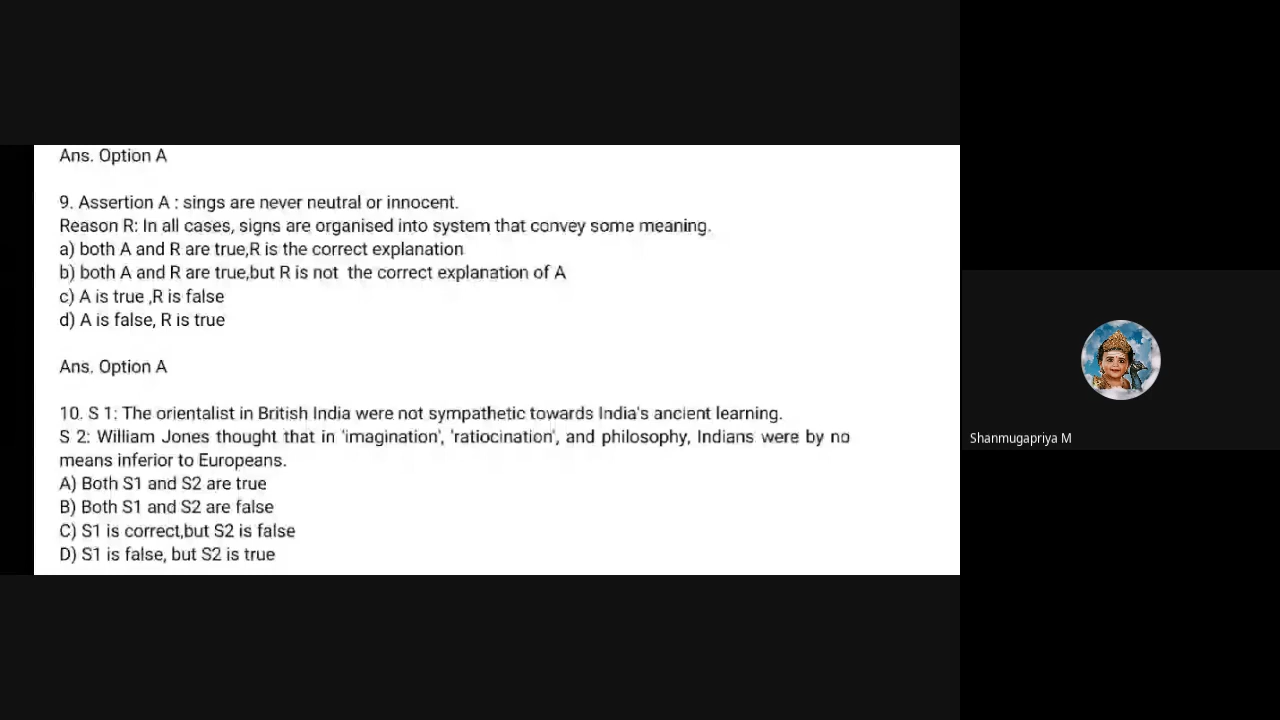 Ans. Option A
9. Assertion A : sings are never neutral or innocent.
Reason R: In all cases, signs are organised into system that convey some meaning.
a) both A and R are true,R is the correct explanation
b) both A and R are true,but R is not the correct explanation of A
c) A is true ,R is false
d) A is false, R is true
Ans. Option A
10. S 1: The orientalist in British India were not sympathetic towards India's ancient learning.
S 2: William Jones thought that in 'imagination', 'ratiocination', and philosophy, Indians were by no
means inferior to Europeans.
A) Both S1 and S2 are true
B) Both S1 and S2 are false
C) S1 is correct,but S2 is false
D) S1 is false, but S2 is true
Shanmugapriya M